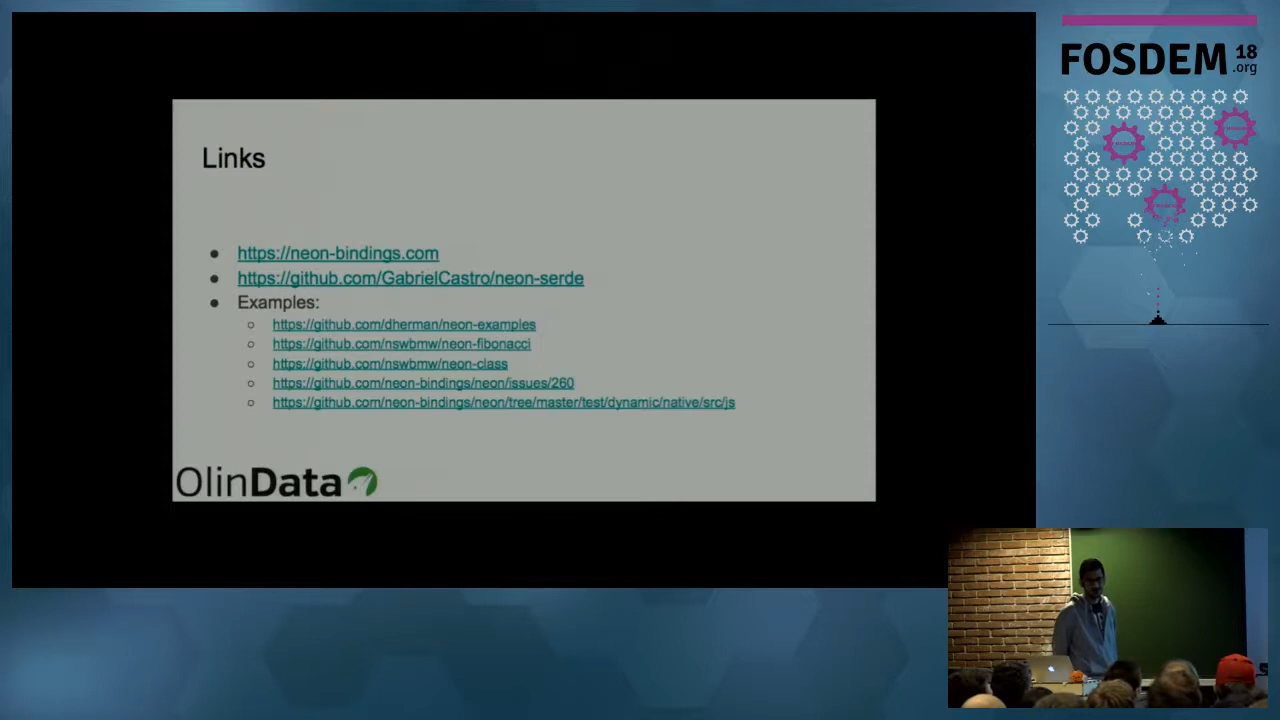 FOSDEM 18
.org
Links
https://neon-bindings.com
https://github.com/GabrielCastro/neon-serde
Examples:
https://github.com/dherman/neon-examples
https://github.com/nswbmw/neon-fibonacci
https://github.com/nswbmw/neon-class
https://github.com/neon-bindings/neon/issues/260
https://github.com/neon-bindings/neon/tree/master/test/dynamic/native/src/js
OlinData